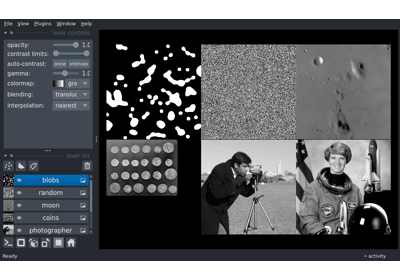 File View Plugins Window Help
layer controls
opacity: 1.0
contrast limits:
auto-contrast: once
gamma: 1.0
colormap: gra
blending: translu
interpolation: nearest
layer list
blobs
random
moon
coins
photographer
Ready
activity